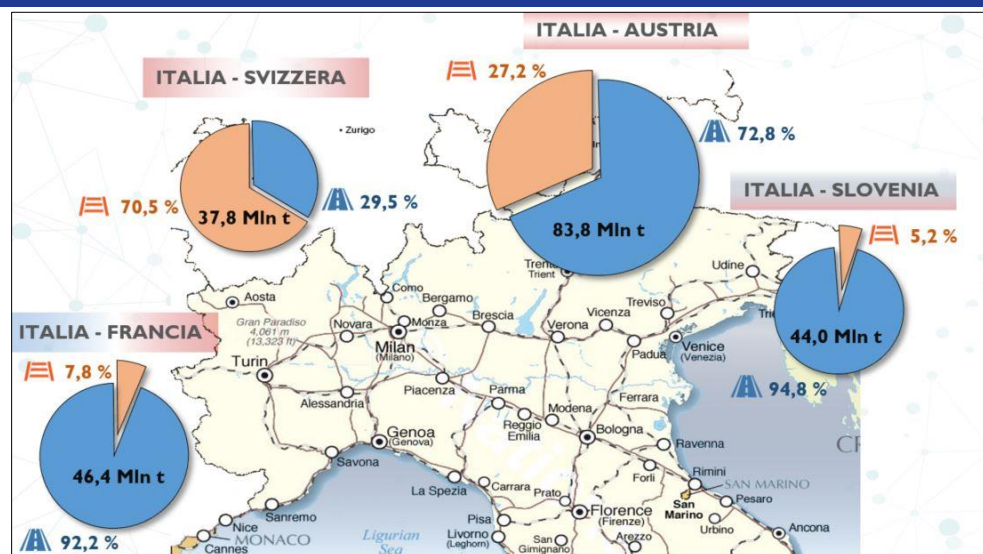 ITALIA - AUSTRIA
27,2 %
72,8 %
83,8 Mln t
ITALIA - SVIZZERA
70,5 %
29,5 %
37,8 Mln t
ITALIA - SLOVENIA
5,2 %
44,0 Mln t
94,8 %
ITALIA - FRANCIA
7,8 %
46,4 Mln t
92,2 %
Zurigo
Trient
Udine
Aosta
Como
Bergamo
Gran Paradiso
4,061 m
(13,323 ft)
Novara
Monza
Milan
(Milano)
Brescia
Verona
Vicenza
Treviso
Padua
Venice
(Venezia)
Turin
Alessandria
Piacenza
Parma
Reggio
Emilia
Modena
Ferrara
Bologna
Ravenna
Genoa
(Genova)
Savona
La Spezia
Carrara
Prato
Forli
Rimini
SAN MARINO
San
Marino
Pesaro
Urbino
Ancona
Sanremo
Nice
MONACO
Cannes
Ligurian
Sea
Pisa
Livorno
(Leghorn)
San
Gimignano
Florence
(Firenze)
Arezzo